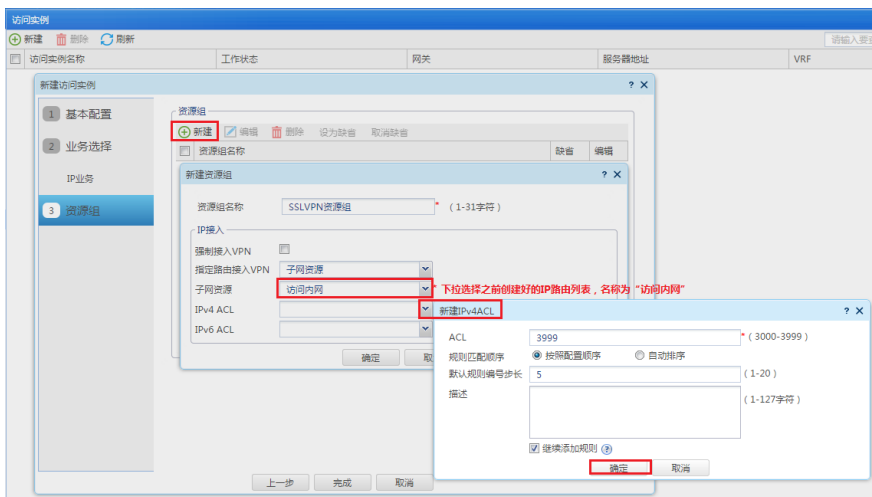 访问实例
新建 删除 刷新
访问实例名称 工作状态 网关 服务器地址 VRF
新建访问实例 ? X
1 基本配置
2 业务选择
IP业务
3 资源组
资源组
新建 编辑 删除 设为缺省 取消缺省
资源组名称 缺省 编辑
新建资源组 ? X
资源组名称 SSLVPN资源组 * (1-31字符)
IP接入
强制接入VPN
指定路由接入VPN 子网资源
子网资源 访问内网 * 下拉选择之前创建好的IP路由列表，名称为“访问内网”
IPv4 ACL
IPv6 ACL
确定
新建IPv4ACL ? X
ACL 3999 * (3000-3999)
规则匹配顺序 按照配置顺序 自动排序
默认规则编号步长 5 (1-20)
描述 (1-127字符)
继续添加规则 ?
确定 取消
上一步 完成 取消